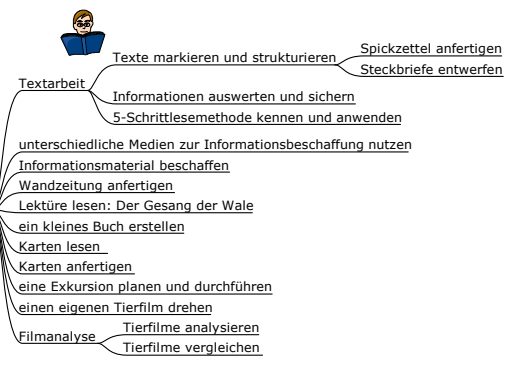 Spickzettel anfertigen
Texte markieren und strukturieren
Steckbriefe entwerfen
Textarbeit
Informationen auswerten und sichern
5-Schrittlesemethode kennen und anwenden
unterschiedliche Medien zur Informationsbeschaffung nutzen
Informationsmaterial beschaffen
Wandzeitung anfertigen
Lektüre lesen: Der Gesang der Wale
ein kleines Buch erstellen
Karten lesen
Karten anfertigen
eine Exkursion planen und durchführen
einen eigenen Tierfilm drehen
Tierfilme analysieren
Filmanalyse
Tierfilme vergleichen